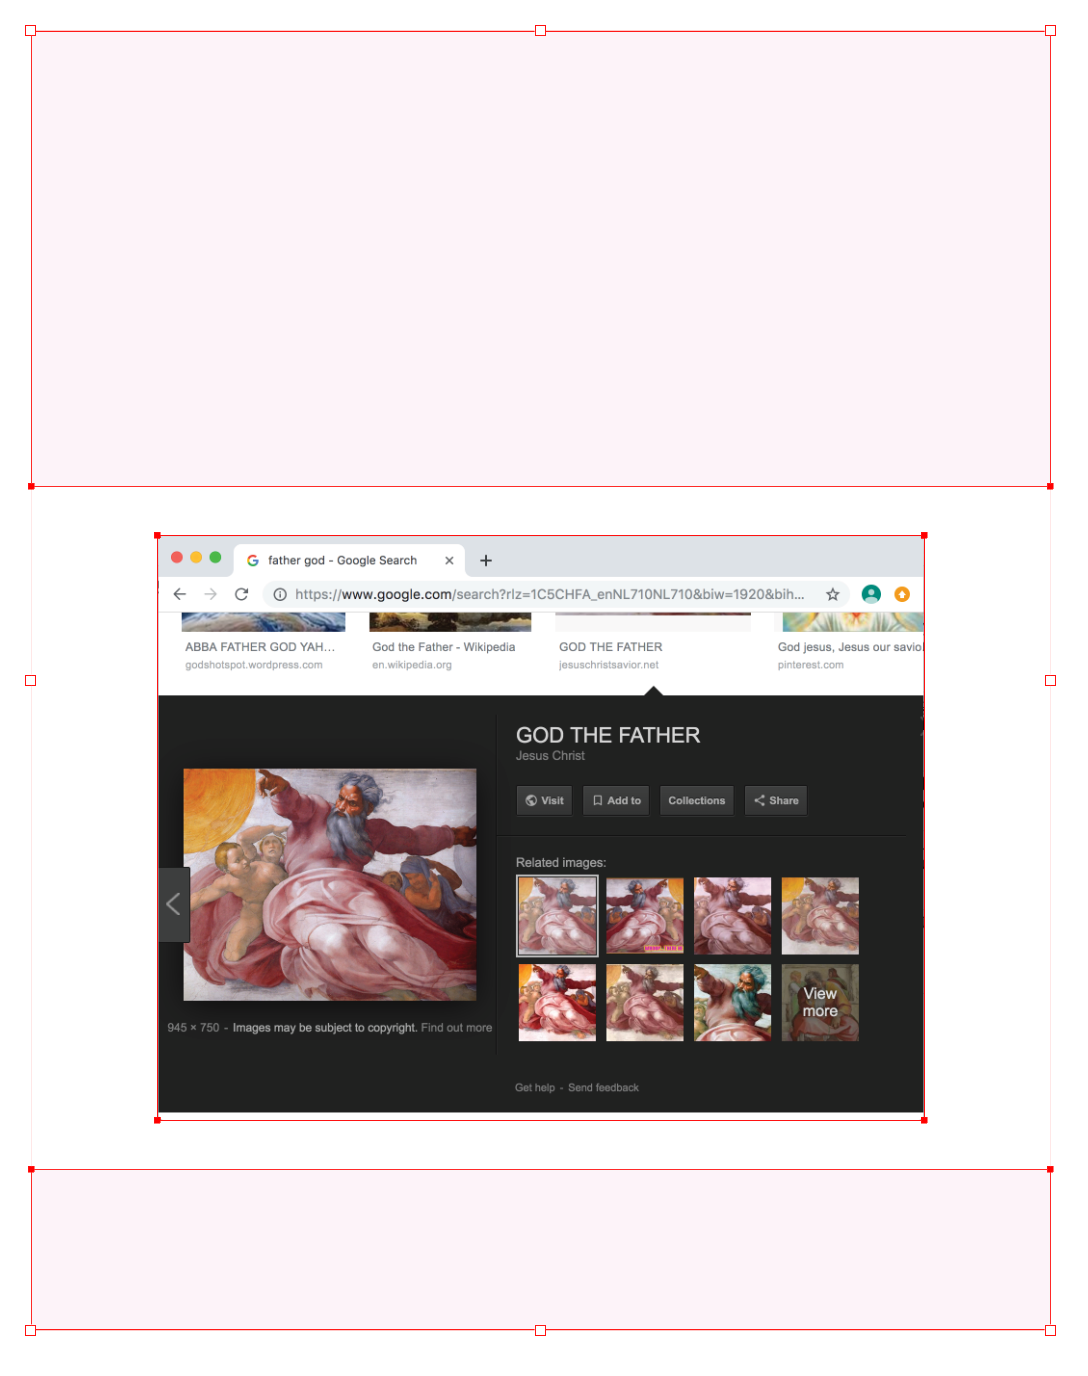 father god - Google Search
https://www.google.com/search?rlz=1C5CHFA_enNL710NL710&biw=1920&bih...
ABBA FATHER GOD YAH...
godshotspot.wordpress.com
God the Father - Wikipedia
en.wikipedia.org
GOD THE FATHER
jesuschristsavior.net
God jesus, Jesus our savio
pinterest.com
GOD THE FATHER
Jesus Christ
Visit
Add to
Collections
Share
Related images:
View
more
945 × 750 - Images may be subject to copyright. Find out more
Get help - Send feedback